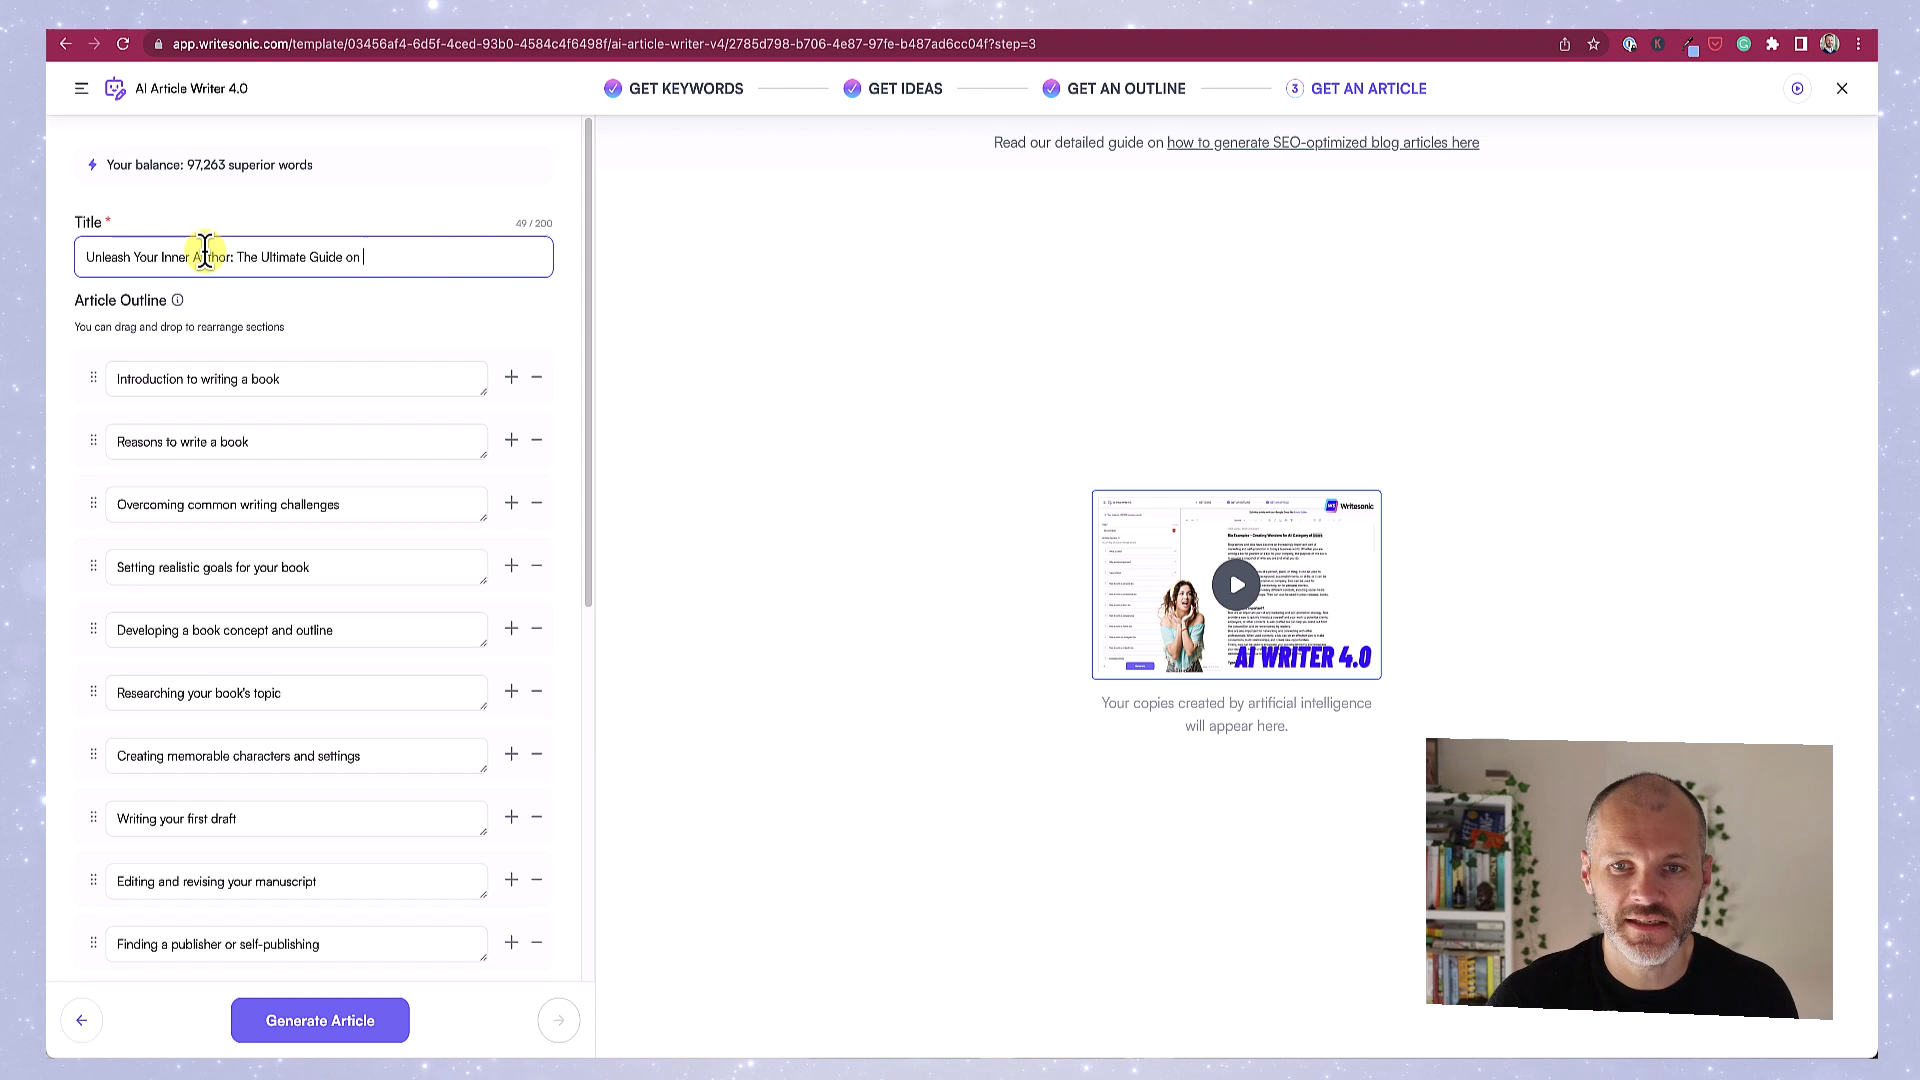 app.writesonic.com/template/03456af4-6d5f-4ced-93b0-4584c4f6498f/ai-article-writer-v4/2785d798-b706-4e87-97fe-b487ad6cc04f?step=3
AI Article Writer 4.0
GET KEYWORDS
GET IDEAS
GET AN OUTLINE
3 GET AN ARTICLE
Your balance: 97,263 superior words
Read our detailed guide on how to generate SEO-optimized blog articles here
Title *
49 / 200
Unleash Your Inner Author: The Ultimate Guide on
Article Outline
You can drag and drop to rearrange sections
Introduction to writing a book
Reasons to write a book
Overcoming common writing challenges
Setting realistic goals for your book
Developing a book concept and outline
Researching your book's topic
Creating memorable characters and settings
Writing your first draft
Editing and revising your manuscript
Finding a publisher or self-publishing
Generate Article
Writesonic
AI WRITER 4.0
Your copies created by artificial intelligence
will appear here.